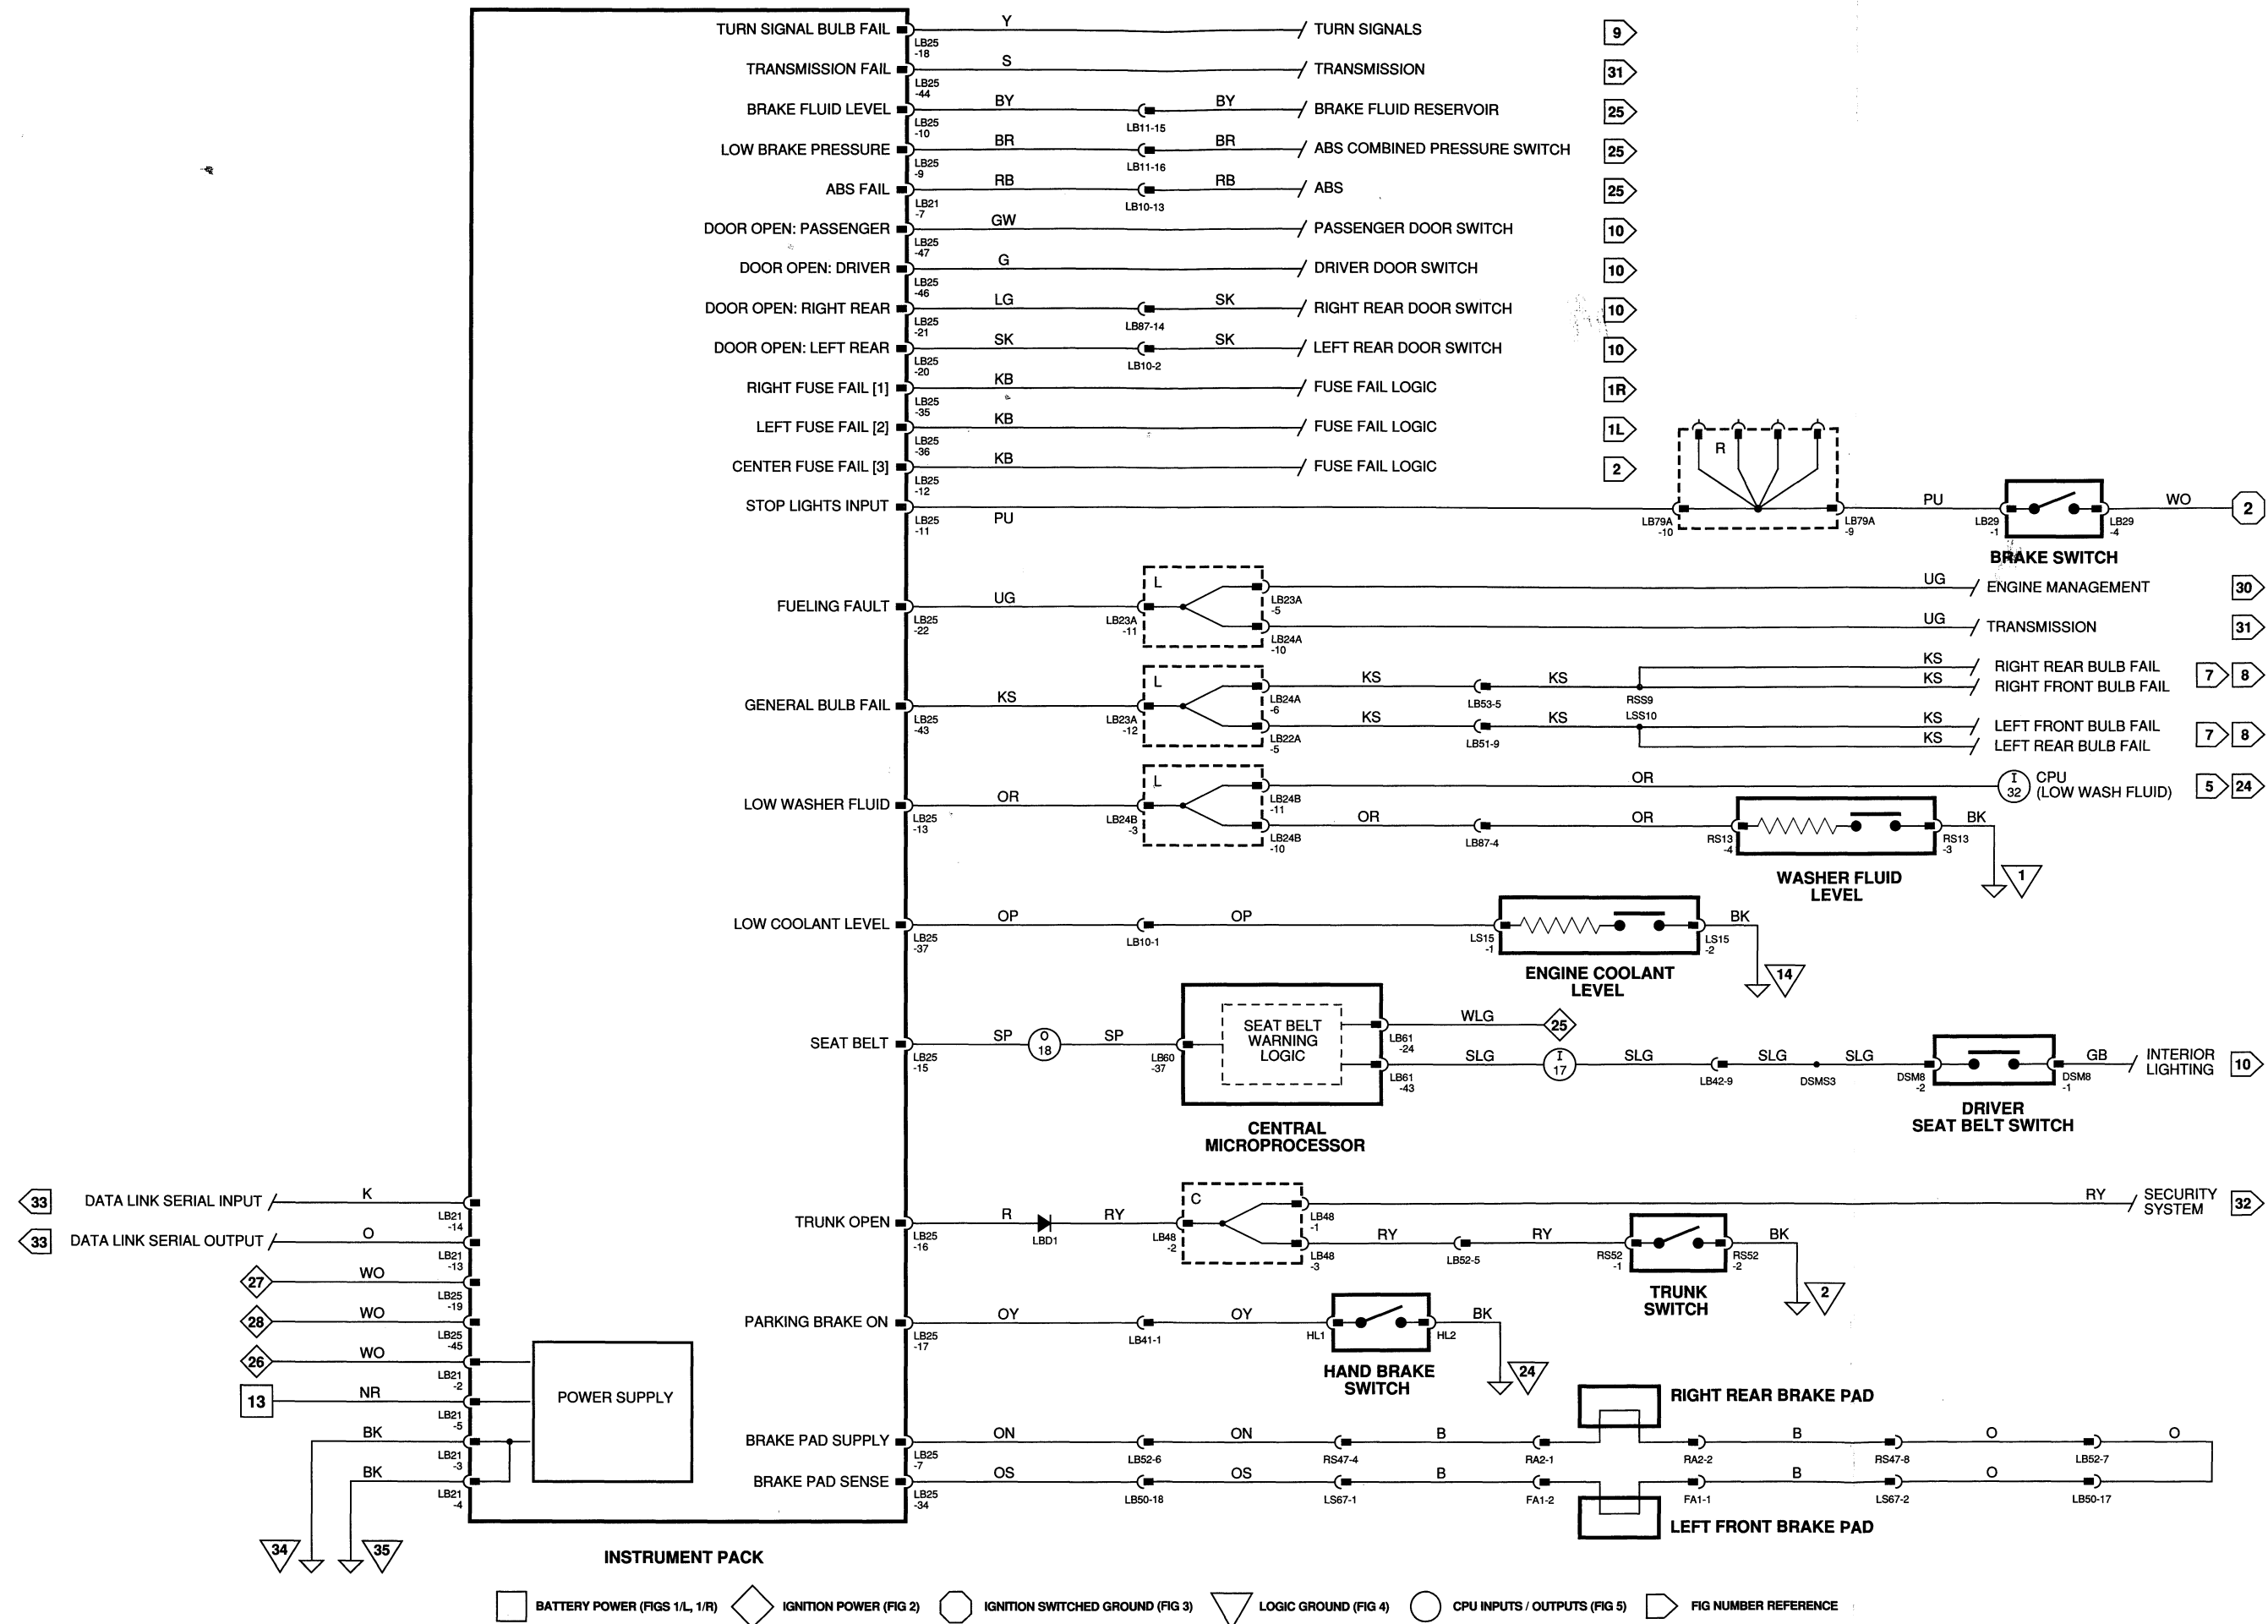 TURN SIGNAL BULB FAIL LB25 -18 Y TURN SIGNALS 9
TRANSMISSION FAIL LB25 -44 S TRANSMISSION 31
BRAKE FLUID LEVEL LB25 -10 BY LB11-15 BY BRAKE FLUID RESERVOIR 25
LOW BRAKE PRESSURE LB25 -9 BR LB11-16 BR ABS COMBINED PRESSURE SWITCH 25
ABS FAIL LB21 -7 RB LB10-13 RB ABS 25
DOOR OPEN: PASSENGER LB25 -47 GW PASSENGER DOOR SWITCH 10
DOOR OPEN: DRIVER LB25 -46 G DRIVER DOOR SWITCH 10
DOOR OPEN: RIGHT REAR LB25 -21 LG LB87-14 SK RIGHT REAR DOOR SWITCH 10
DOOR OPEN: LEFT REAR LB25 -20 SK LB10-2 SK LEFT REAR DOOR SWITCH 10
RIGHT FUSE FAIL [1] LB25 -35 KB FUSE FAIL LOGIC 1R
LEFT FUSE FAIL [2] LB25 -36 KB FUSE FAIL LOGIC 1L
CENTER FUSE FAIL [3] LB25 -12 KB FUSE FAIL LOGIC 2
STOP LIGHTS INPUT LB25 -11 PU LB79A -10 R LB79A -9 PU LB29 -1 LB29 -4 WO 2
BRAKE SWITCH
FUELING FAULT LB25 -22 UG LB23A -11 L
LB23A -5 UG ENGINE MANAGEMENT 30
LB24A -10 UG TRANSMISSION 31
GENERAL BULB FAIL LB25 -43 KS LB23A -12 L
LB24A -6 KS LB53-5 KS RSS9
KS RIGHT REAR BULB FAIL 7 8
KS RIGHT FRONT BULB FAIL
LB22A -5 KS LB51-9 KS LSS10
KS LEFT FRONT BULB FAIL 7 8
KS LEFT REAR BULB FAIL
LOW WASHER FLUID LB25 -13 OR LB24B -3 L
LB24B -11 OR I 32 CPU (LOW WASH FLUID) 5 24
LB24B -10 OR LB87-4 OR RS13 -4 RS13 -3 BK 1
WASHER FLUID
LEVEL
LOW COOLANT LEVEL LB25 -37 OP LB10-1 OP LS15 -1 LS15 -2 BK 14
ENGINE COOLANT
LEVEL
SEAT BELT LB25 -15 SP O 18 SP LB60 -37
SEAT BELT
WARNING
LOGIC
LB61 -24 WLG 25
LB61 -43 SLG I 17 SLG LB42-9 SLG DSMS3 SLG DSM8 -2 DSM8 -1 GB INTERIOR LIGHTING 10
CENTRAL
MICROPROCESSOR
DRIVER
SEAT BELT SWITCH
33 DATA LINK SERIAL INPUT K LB21 -14
33 DATA LINK SERIAL OUTPUT O LB21 -13
27 WO LB25 -19
28 WO LB25 -45
26 WO LB21 -2
13 NR LB21 -5
BK LB21 -3
BK LB21 -4
34 35
POWER SUPPLY
TRUNK OPEN LB25 -16 R LBD1 RY LB48 -2 C
LB48 -1 RY SECURITY SYSTEM 32
LB48 -3 RY LB52-5 RY RS52 -1 RS52 -2 BK 2
TRUNK
SWITCH
PARKING BRAKE ON LB25 -17 OY LB41-1 OY HL1 HL2 BK 24
HAND BRAKE
SWITCH
RIGHT REAR BRAKE PAD
BRAKE PAD SUPPLY LB25 -7 ON LB52-6 ON RS47-4 B RA2-1 RA2-2 B RS47-8 O LB52-7 O
BRAKE PAD SENSE LB25 -34 OS LB50-18 OS LS67-1 B FA1-2 FA1-1 B LS67-2 O LB50-17
LEFT FRONT BRAKE PAD
INSTRUMENT PACK
BATTERY POWER (FIGS 1/L, 1/R) IGNITION POWER (FIG 2) IGNITION SWITCHED GROUND (FIG 3) LOGIC GROUND (FIG 4) CPU INPUTS / OUTPUTS (FIG 5) FIG NUMBER REFERENCE